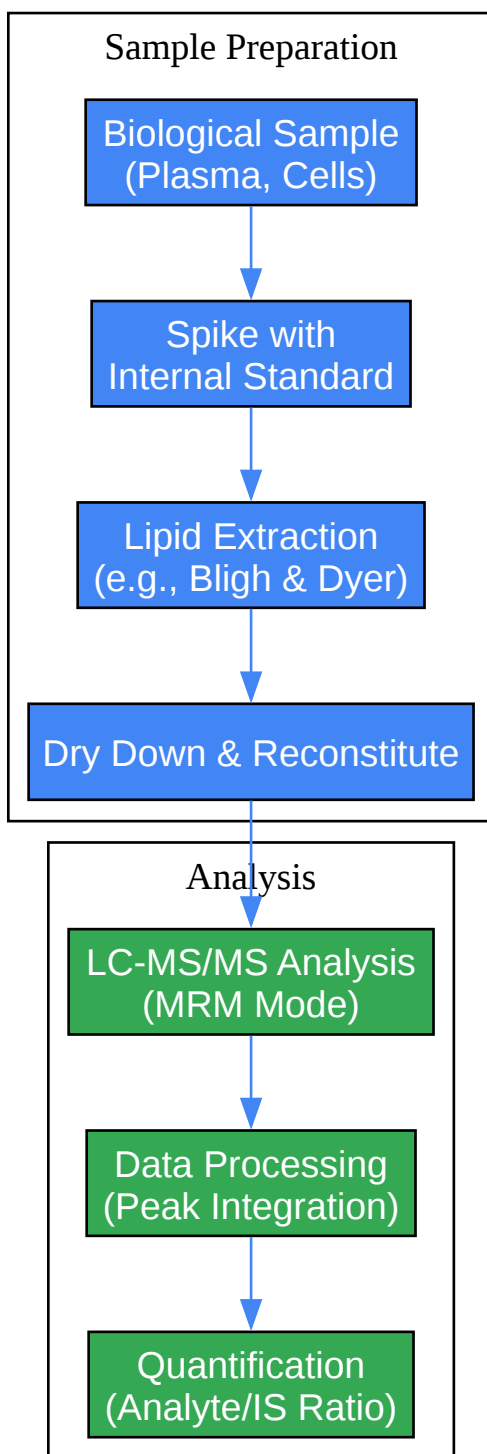 Sample Preparation
Biological Sample
(Plasma, Cells)
Spike with
Internal Standard
Lipid Extraction
(e.g., Bligh & Dyer)
Dry Down & Reconstitute
Analysis
LC-MS/MS Analysis
(MRM Mode)
Data Processing
(Peak Integration)
Quantification
(Analyte/IS Ratio)